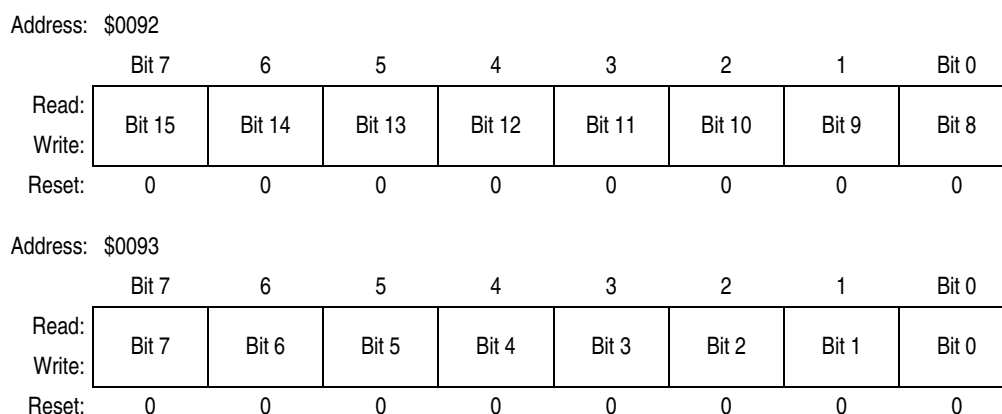 Address: $0092
Bit 7 6 5 4 3 2 1 Bit 0
Read:
Bit 15 Bit 14 Bit 13 Bit 12 Bit 11 Bit 10 Bit 9 Bit 8
Write:
Reset: 0 0 0 0 0 0 0 0
Address: $0093
Bit 7 6 5 4 3 2 1 Bit 0
Read:
Bit 7 Bit 6 Bit 5 Bit 4 Bit 3 Bit 2 Bit 1 Bit 0
Write:
Reset: 0 0 0 0 0 0 0 0